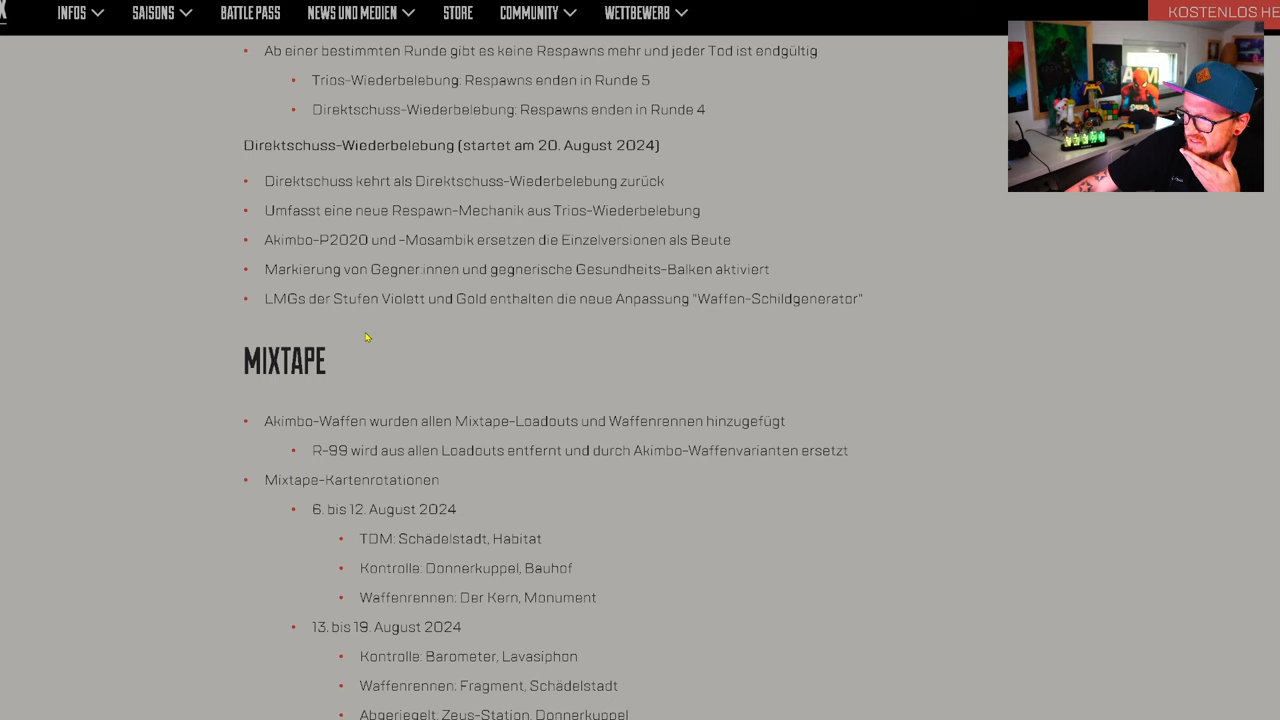 INFOS SAISONS BATTLE PASS NEWS UND MEDIEN STORE COMMUNITY WETTBEWERB KOSTENLOS HE
Ab einer bestimmten Runde gibt es keine Respawns mehr und jeder Tod ist endgültig
Trios-Wiederbelebung: Respawns enden in Runde 5
Direktschuss-Wiederbelebung: Respawns enden in Runde 4
Direktschuss-Wiederbelebung (startet am 20. August 2024)
Direktschuss kehrt als Direktschuss-Wiederbelebung zurück
Umfasst eine neue Respawn-Mechanik aus Trios-Wiederbelebung
Akimbo-P2020 und -Mosambik ersetzen die Einzelversionen als Beute
Markierung von Gegner:innen und gegnerische Gesundheits-Balken aktiviert
LMGs der Stufen Violett und Gold enthalten die neue Anpassung "Waffen-Schildgenerator"
MIXTAPE
Akimbo-Waffen wurden allen Mixtape-Loadouts und Waffenrennen hinzugefügt
R-99 wird aus allen Loadouts entfernt und durch Akimbo-Waffenvarianten ersetzt
Mixtape-Kartenrotationen
6. bis 12. August 2024
TDM: Schädelstadt, Habitat
Kontrolle: Donnerkuppel, Bauhof
Waffenrennen: Der Kern, Monument
13. bis 19. August 2024
Kontrolle: Barometer, Lavasiphon
Waffenrennen: Fragment, Schädelstadt
Abgeriegelt: Zeus-Station, Donnerkuppel